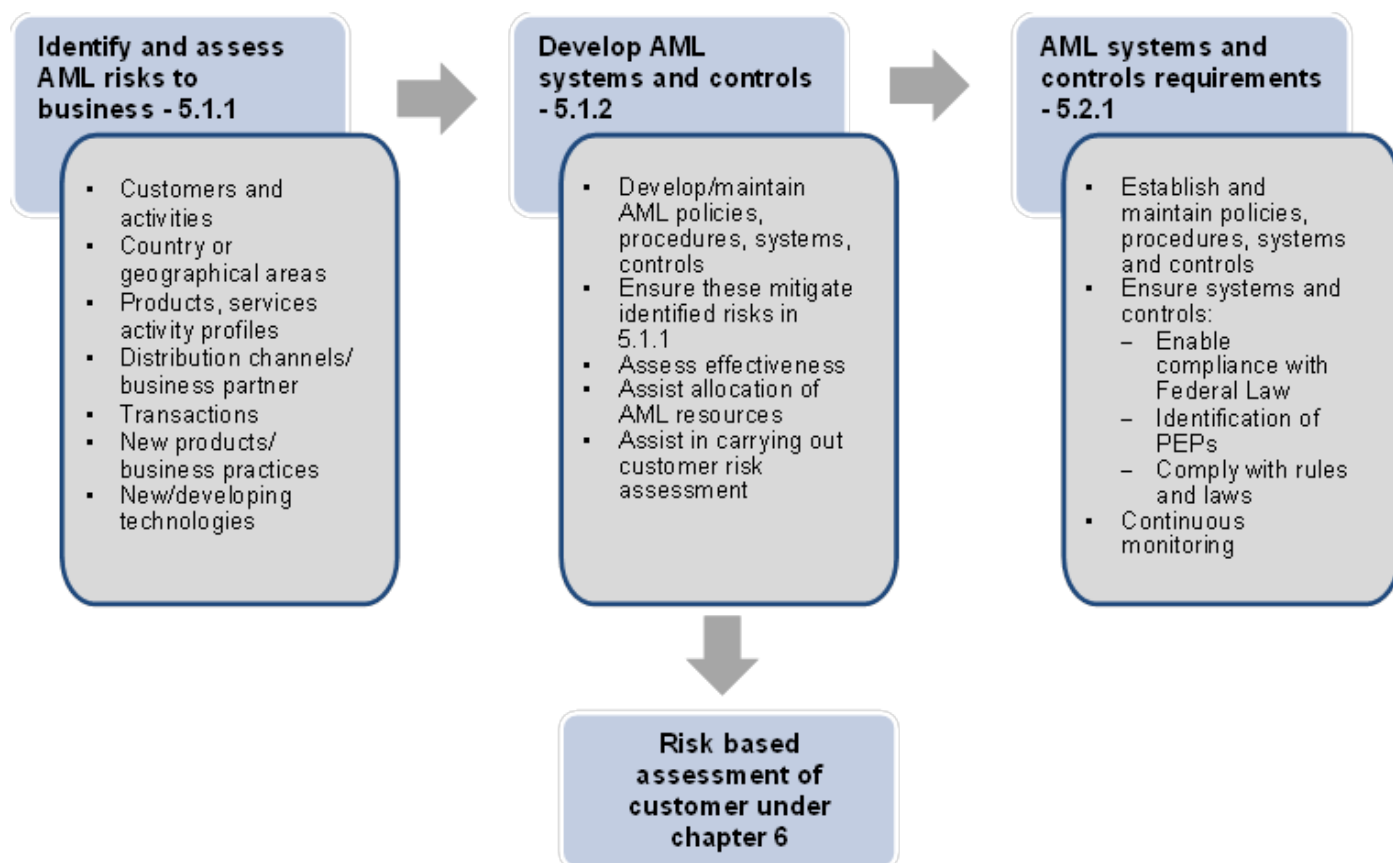 Identify and assess
AML risks to
business - 5.1.1
▪ Customers and
activities
▪ Country or
geographical areas
▪ Products, services
activity profiles
▪ Distribution channels/
business partner
▪ Transactions
▪ New products/
business practices
▪ New/developing
technologies
Develop AML
systems and controls
- 5.1.2
▪ Develop/maintain
AML policies,
procedures, systems,
controls
▪ Ensure these mitigate
identified risks in
5.1.1
▪ Assess effectiveness
▪ Assist allocation of
AML resources
▪ Assist in carrying out
customer risk
assessment
AML systems and
controls requirements
- 5.2.1
▪ Establish and
maintain policies,
procedures, systems
and controls
▪ Ensure systems and
controls:
– Enable
compliance with
Federal Law
– Identification of
PEPs
– Comply with rules
and laws
▪ Continuous
monitoring
Risk based
assessment of
customer under
chapter 6